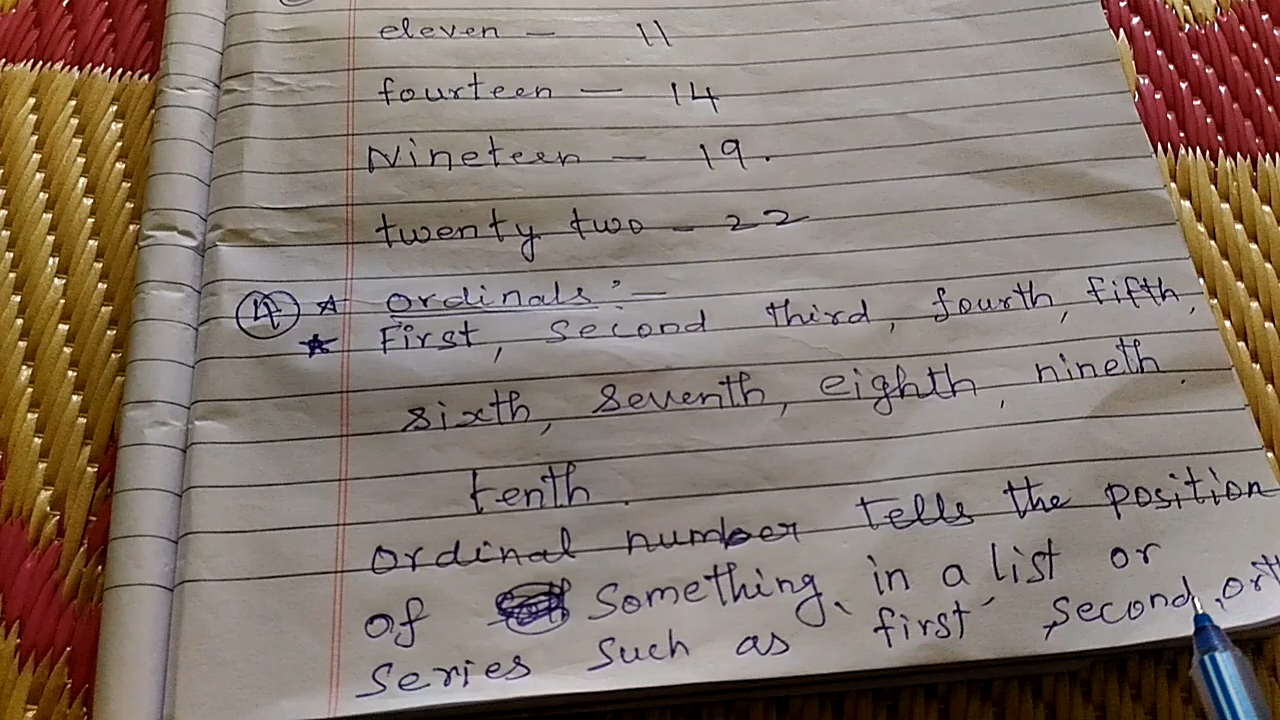 eleven - 11
fourteen - 14
Nineteen - 19.
twenty two - 22
4 ☆ ordinals :-
★ First, second third, fourth, fifth,
sixth, seventh, eighth, nineth.
tenth.
ordinal number tells the position
of something, in a list or
series such as first, second,